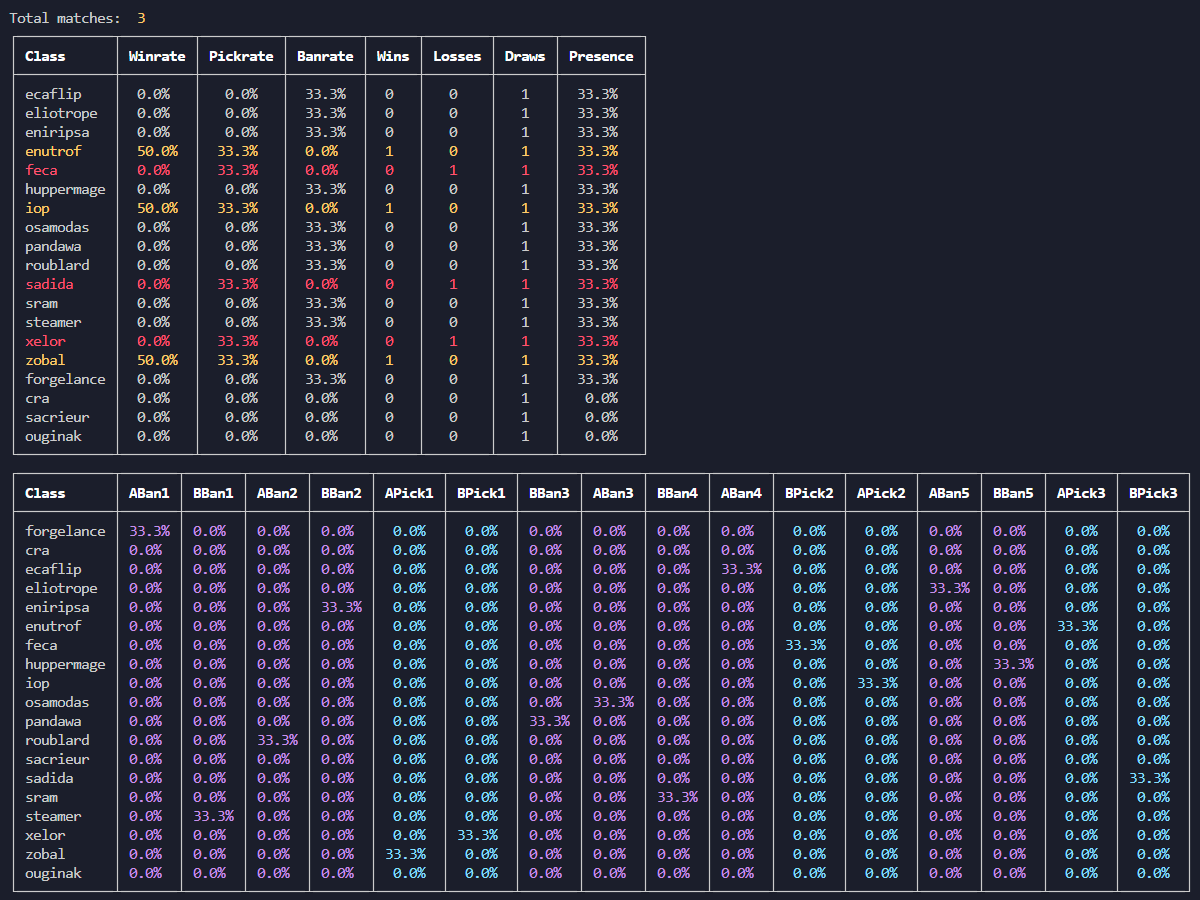 Total matches: 3
Class Winrate Pickrate Banrate Wins Losses Draws Presence
ecaflip 0.0% 0.0% 33.3% 0 0 1 33.3%
eliotrope 0.0% 0.0% 33.3% 0 0 1 33.3%
eniripsa 0.0% 0.0% 33.3% 0 0 1 33.3%
enutrof 50.0% 33.3% 0.0% 1 0 1 33.3%
feca 0.0% 33.3% 0.0% 0 1 1 33.3%
huppermage 0.0% 0.0% 33.3% 0 0 1 33.3%
iop 50.0% 33.3% 0.0% 1 0 1 33.3%
osamodas 0.0% 0.0% 33.3% 0 0 1 33.3%
pandawa 0.0% 0.0% 33.3% 0 0 1 33.3%
roublard 0.0% 0.0% 33.3% 0 0 1 33.3%
sadida 0.0% 33.3% 0.0% 0 1 1 33.3%
sram 0.0% 0.0% 33.3% 0 0 1 33.3%
steamer 0.0% 0.0% 33.3% 0 0 1 33.3%
xelor 0.0% 33.3% 0.0% 0 1 1 33.3%
zobal 50.0% 33.3% 0.0% 1 0 1 33.3%
forgelance 0.0% 0.0% 33.3% 0 0 1 33.3%
cra 0.0% 0.0% 0.0% 0 0 1 0.0%
sacrieur 0.0% 0.0% 0.0% 0 0 1 0.0%
ouginak 0.0% 0.0% 0.0% 0 0 1 0.0%
Class ABan1 BBan1 ABan2 BBan2 APick1 BPick1 BBan3 ABan3 BBan4 ABan4 BPick2 APick2 ABan5 BBan5 APick3 BPick3
forgelance 33.3% 0.0% 0.0% 0.0% 0.0% 0.0% 0.0% 0.0% 0.0% 0.0% 0.0% 0.0% 0.0% 0.0% 0.0% 0.0%
cra 0.0% 0.0% 0.0% 0.0% 0.0% 0.0% 0.0% 0.0% 0.0% 0.0% 0.0% 0.0% 0.0% 0.0% 0.0% 0.0%
ecaflip 0.0% 0.0% 0.0% 0.0% 0.0% 0.0% 0.0% 0.0% 0.0% 33.3% 0.0% 0.0% 0.0% 0.0% 0.0% 0.0%
eliotrope 0.0% 0.0% 0.0% 0.0% 0.0% 0.0% 0.0% 0.0% 0.0% 0.0% 0.0% 0.0% 33.3% 0.0% 0.0% 0.0%
eniripsa 0.0% 0.0% 0.0% 33.3% 0.0% 0.0% 0.0% 0.0% 0.0% 0.0% 0.0% 0.0% 0.0% 0.0% 0.0% 0.0%
enutrof 0.0% 0.0% 0.0% 0.0% 0.0% 0.0% 0.0% 0.0% 0.0% 0.0% 0.0% 0.0% 0.0% 0.0% 33.3% 0.0%
feca 0.0% 0.0% 0.0% 0.0% 0.0% 0.0% 0.0% 0.0% 0.0% 0.0% 33.3% 0.0% 0.0% 0.0% 0.0% 0.0%
huppermage 0.0% 0.0% 0.0% 0.0% 0.0% 0.0% 0.0% 0.0% 0.0% 0.0% 0.0% 0.0% 0.0% 33.3% 0.0% 0.0%
iop 0.0% 0.0% 0.0% 0.0% 0.0% 0.0% 0.0% 0.0% 0.0% 0.0% 0.0% 33.3% 0.0% 0.0% 0.0% 0.0%
osamodas 0.0% 0.0% 0.0% 0.0% 0.0% 0.0% 0.0% 33.3% 0.0% 0.0% 0.0% 0.0% 0.0% 0.0% 0.0% 0.0%
pandawa 0.0% 0.0% 0.0% 0.0% 0.0% 0.0% 33.3% 0.0% 0.0% 0.0% 0.0% 0.0% 0.0% 0.0% 0.0% 0.0%
roublard 0.0% 0.0% 33.3% 0.0% 0.0% 0.0% 0.0% 0.0% 0.0% 0.0% 0.0% 0.0% 0.0% 0.0% 0.0% 0.0%
sacrieur 0.0% 0.0% 0.0% 0.0% 0.0% 0.0% 0.0% 0.0% 0.0% 0.0% 0.0% 0.0% 0.0% 0.0% 0.0% 0.0%
sadida 0.0% 0.0% 0.0% 0.0% 0.0% 0.0% 0.0% 0.0% 0.0% 0.0% 0.0% 0.0% 0.0% 0.0% 0.0% 33.3%
sram 0.0% 0.0% 0.0% 0.0% 0.0% 0.0% 0.0% 0.0% 33.3% 0.0% 0.0% 0.0% 0.0% 0.0% 0.0% 0.0%
steamer 0.0% 33.3% 0.0% 0.0% 0.0% 0.0% 0.0% 0.0% 0.0% 0.0% 0.0% 0.0% 0.0% 0.0% 0.0% 0.0%
xelor 0.0% 0.0% 0.0% 0.0% 0.0% 33.3% 0.0% 0.0% 0.0% 0.0% 0.0% 0.0% 0.0% 0.0% 0.0% 0.0%
zobal 0.0% 0.0% 0.0% 0.0% 33.3% 0.0% 0.0% 0.0% 0.0% 0.0% 0.0% 0.0% 0.0% 0.0% 0.0% 0.0%
ouginak 0.0% 0.0% 0.0% 0.0% 0.0% 0.0% 0.0% 0.0% 0.0% 0.0% 0.0% 0.0% 0.0% 0.0% 0.0% 0.0%